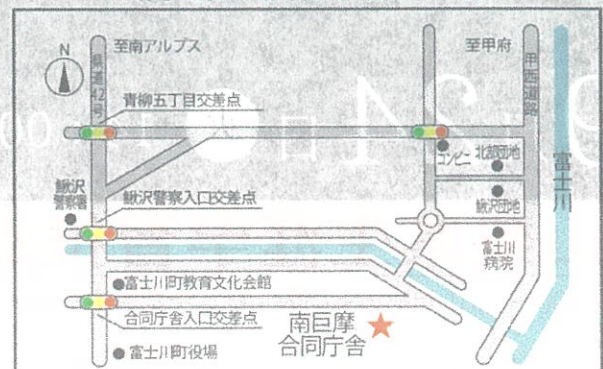 N
至南アルプス
至甲府
県道42号
甲西道路
青柳五丁目交差点
コンビニ
北部団地
富士川
鰍沢
警察署
鰍沢警察入口交差点
鰍沢団地
富士川
病院
富士川町教育文化会館
合同庁舎入口交差点
南巨摩
合同庁舎
富士川町役場